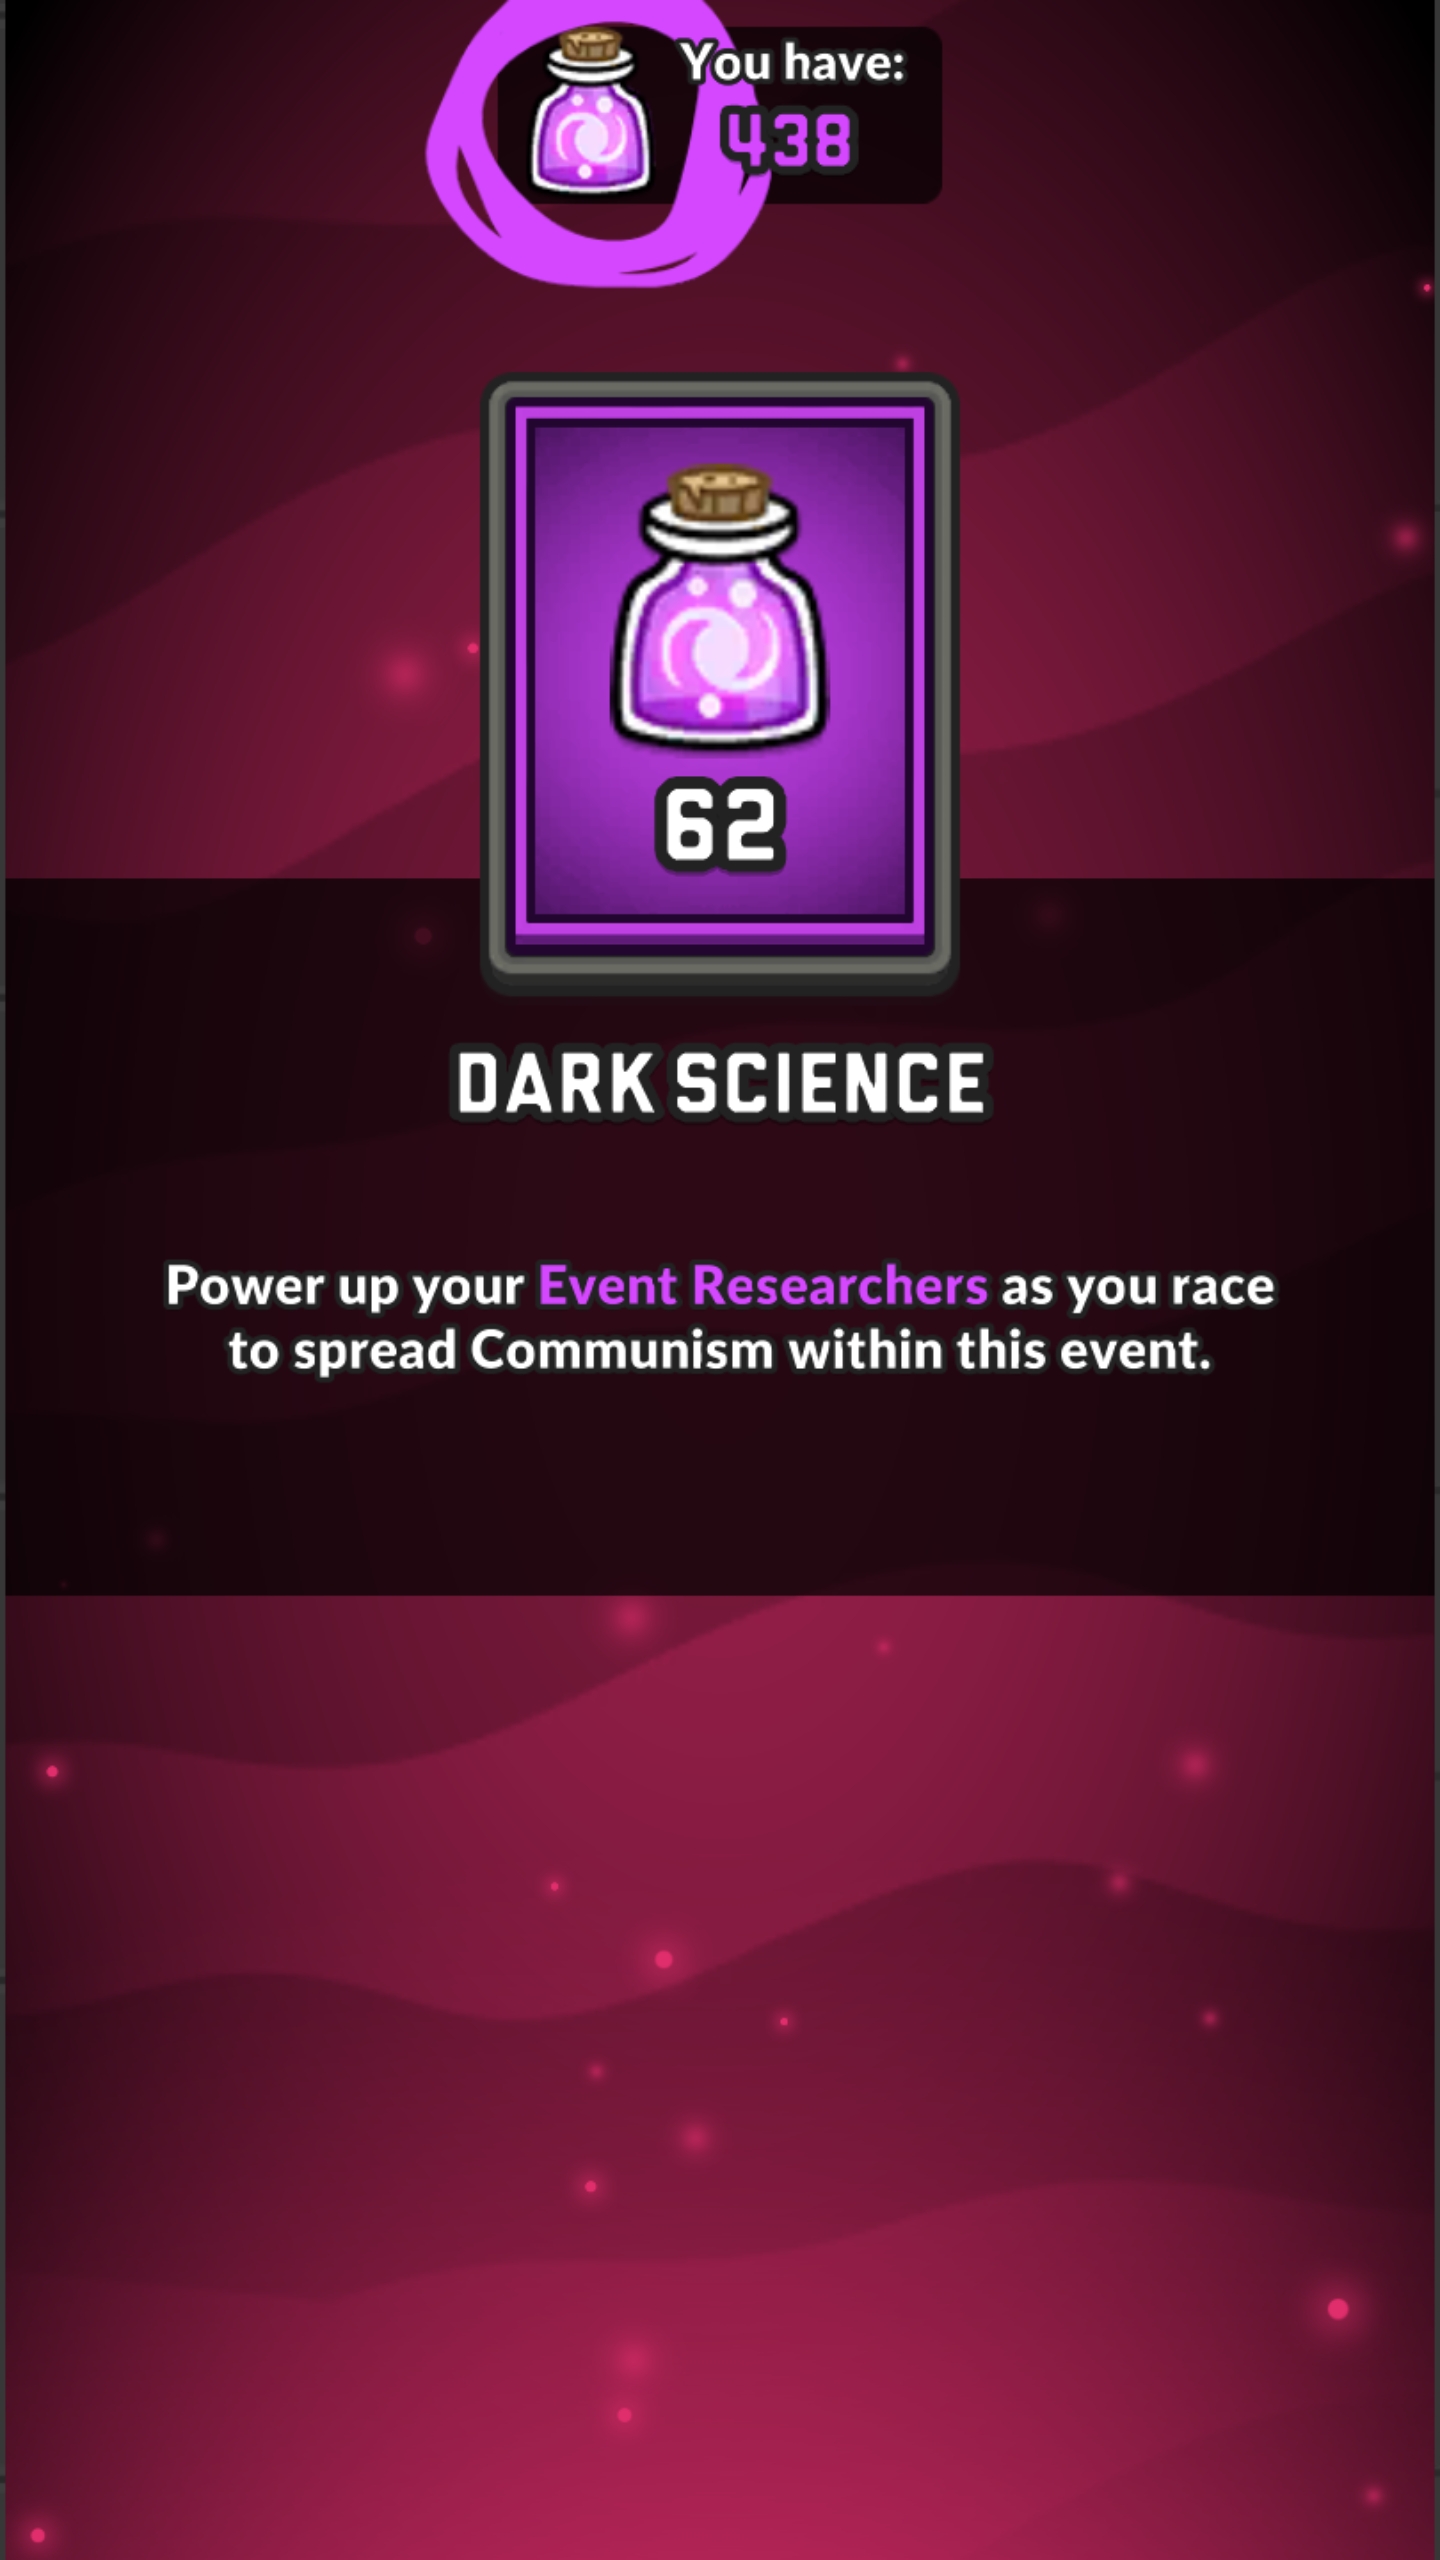 You have:
438
62
DARK SCIENCE
Power up your Event Researchers as you race
to spread Communism within this event.